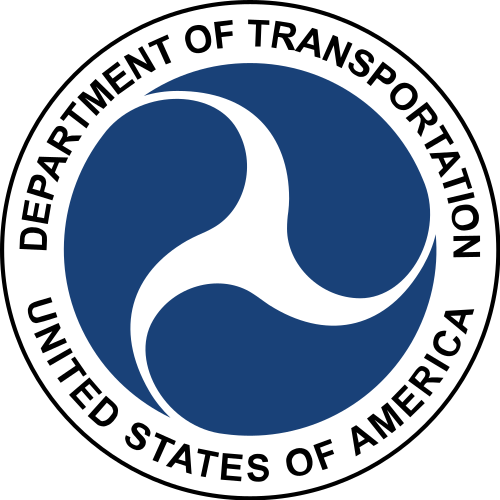 DEPARTMENT OF TRANSPORTATION
UNITED STATES OF AMERICA